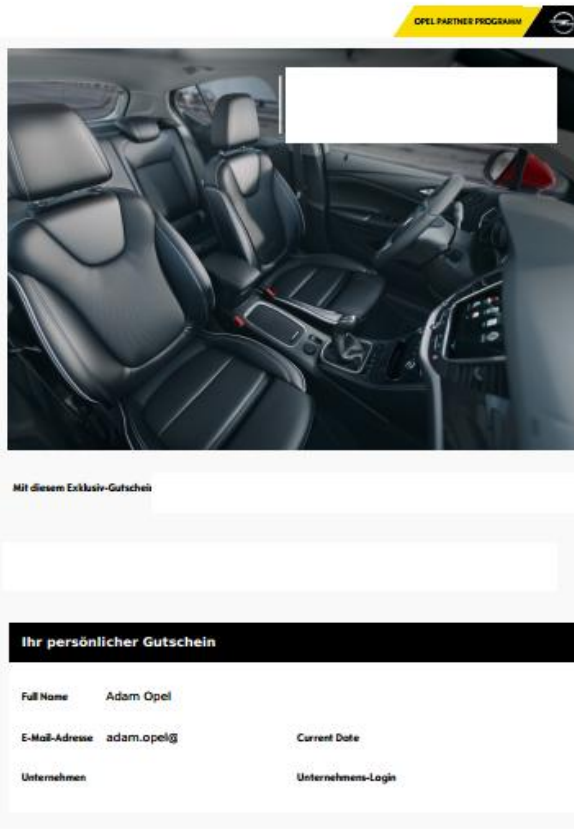 OPEL PARTNER PROGRAMM
Mit diesem Exklusiv-Gutschein
Ihr persönlicher Gutschein
Full Name Adam Opel
E-Mail-Adresse adam.opel@ Current Date
Unternehmen Unternehmens-Login